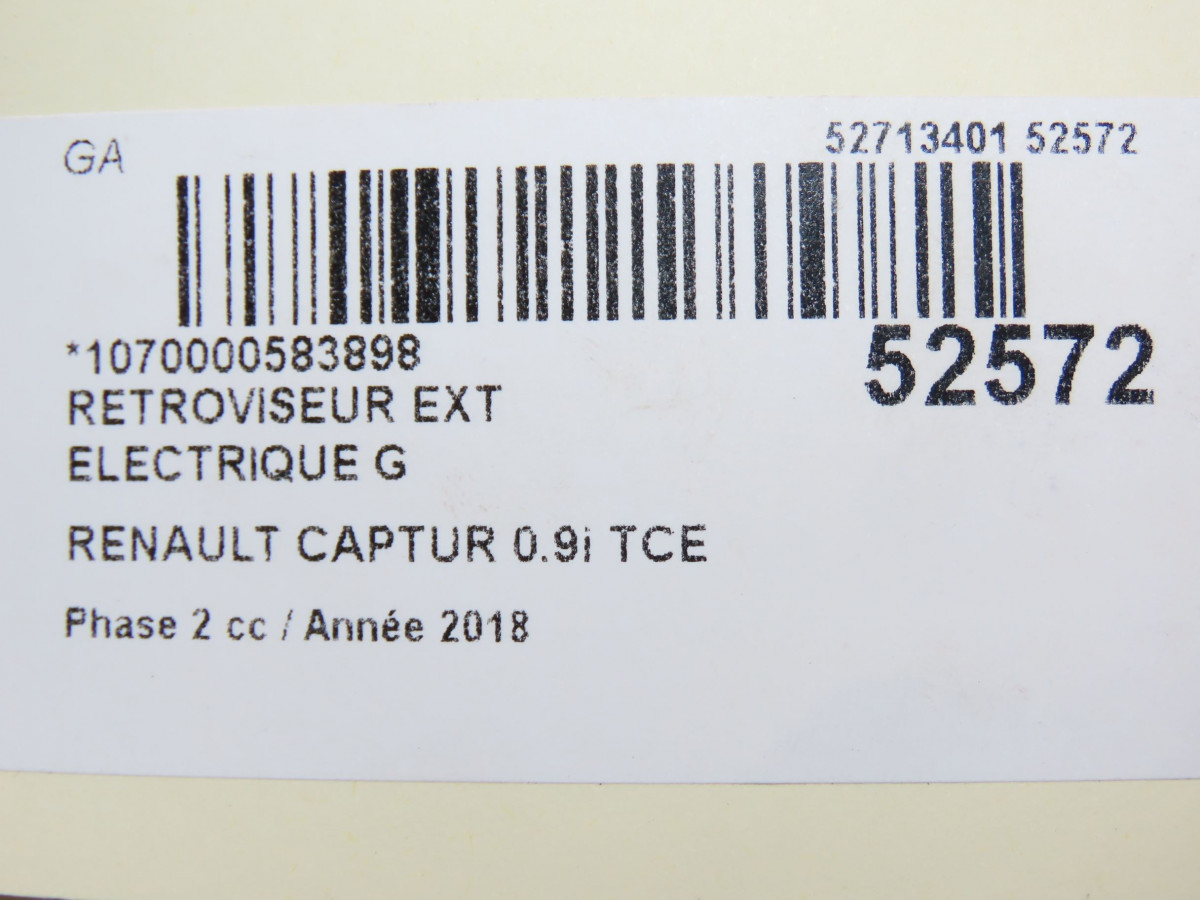 GA
52713401 52572
*1070000583898
52572
RETROVISEUR EXT
ELECTRIQUE G
RENAULT CAPTUR 0.9i TCE
Phase 2 cc / Année 2018